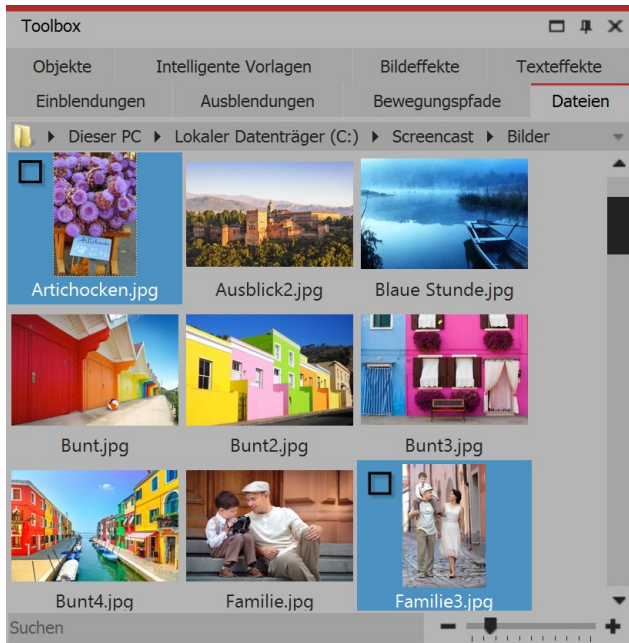 Toolbox
Objekte Intelligente Vorlagen Bildeffekte Texteffekte
Einblendungen Ausblendungen Bewegungspfade Dateien
Dieser PC Lokaler Datenträger (C:) Screencast Bilder
Artichocken.jpg Ausblick2.jpg Blaue Stunde.jpg
Bunt.jpg Bunt2.jpg Bunt3.jpg
Bunt4.jpg Familie.jpg Familie3.jpg
Suchen